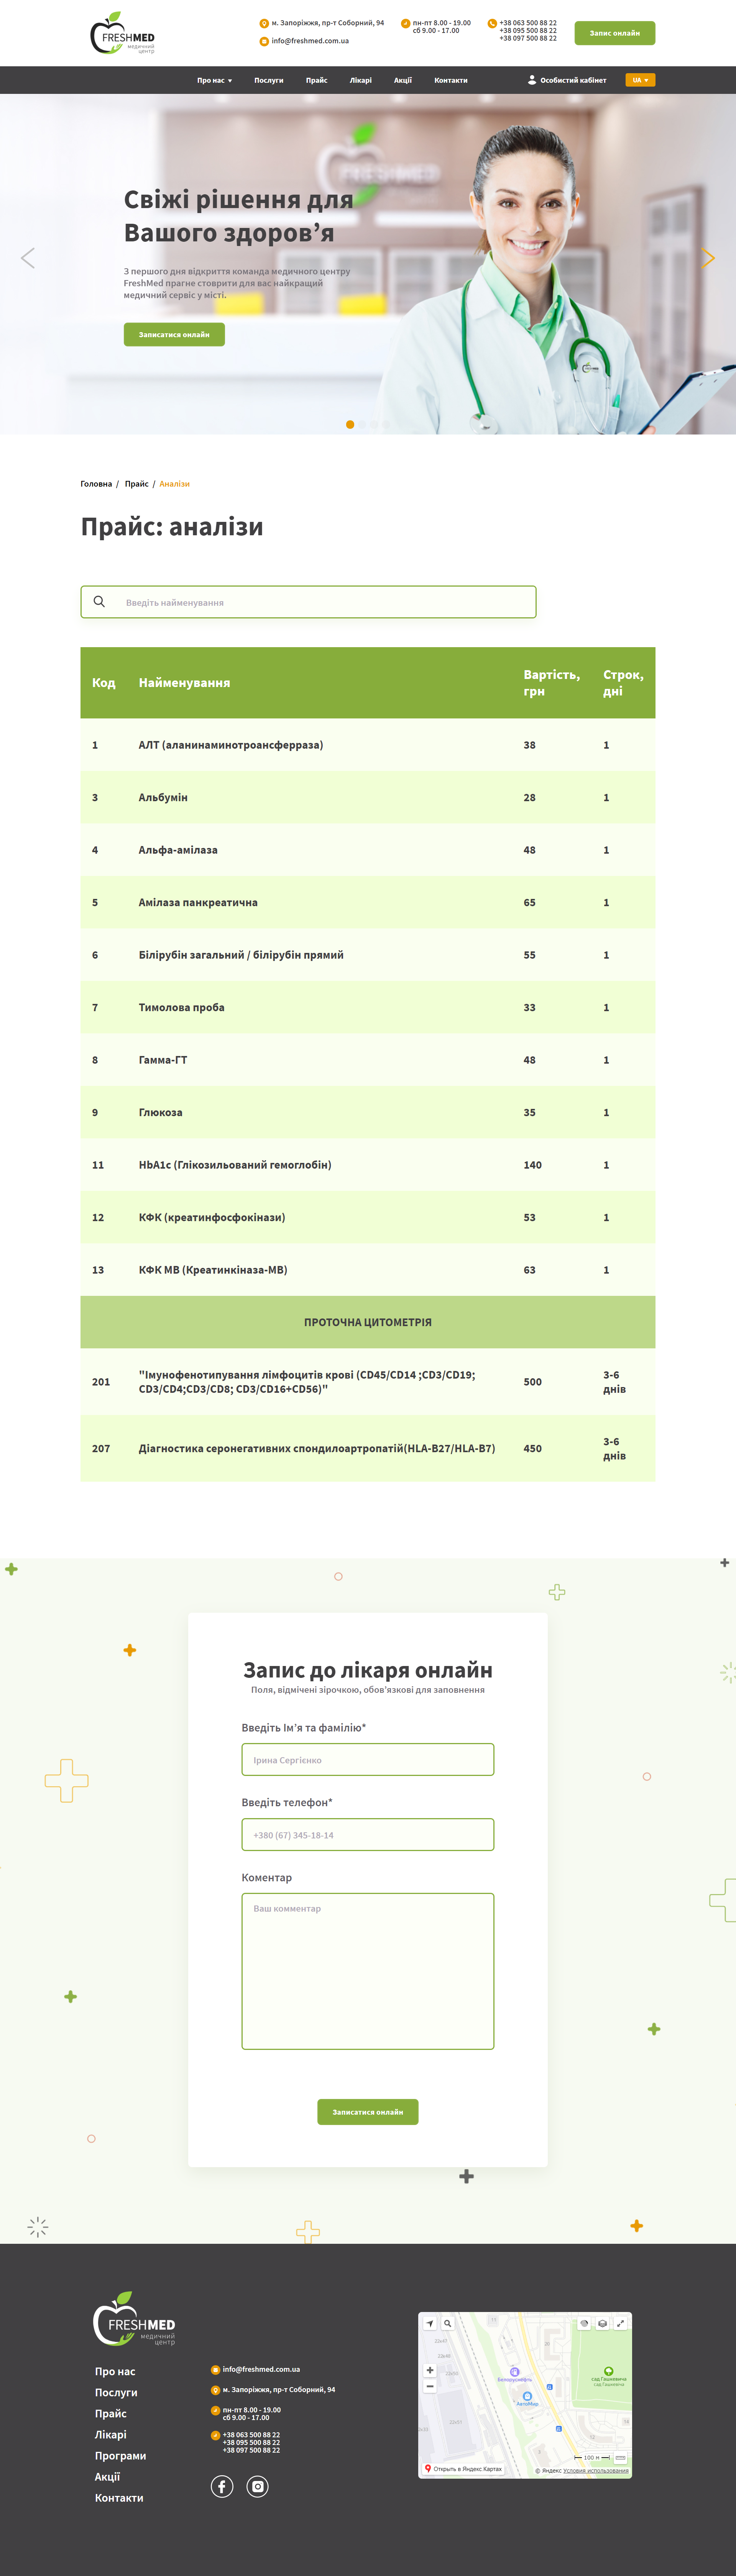 FRESHMED
медичний
центр
м. Запоріжжя, пр-т Соборний, 94
info@freshmed.com.ua
пн-пт 8.00 - 19.00
сб 9.00 - 17.00
+38 063 500 88 22
+38 095 500 88 22
+38 097 500 88 22
Запис онлайн
Про нас
Послуги
Прайс
Лікарі
Акції
Контакти
Особистий кабінет
UA
Свіжі рішення для
Вашого здоров’я
З першого дня відкриття команда медичного центру
FreshMed прагне створити для вас найкращий
медичний сервіс у місті.
Записатися онлайн
Головна / Прайс / Аналізи
Прайс: аналізи
Введіть найменування
Код Найменування Вартість, грн Строк, дні
1 АЛТ (аланинаминотроансферраза) 38 1
3 Альбумін 28 1
4 Альфа-амілаза 48 1
5 Амілаза панкреатична 65 1
6 Білірубін загальний / білірубін прямий 55 1
7 Тимолова проба 33 1
8 Гамма-ГТ 48 1
9 Глюкоза 35 1
11 HbA1c (Глікозильований гемоглобін) 140 1
12 КФК (креатинфосфокінази) 53 1
13 КФК МВ (Креатинкіназа-МВ) 63 1
ПРОТОЧНА ЦИТОМЕТРІЯ
201 "Імунофенотипування лімфоцитів крові (CD45/CD14 ;CD3/CD19;
CD3/CD4;CD3/CD8; CD3/CD16+CD56)" 500 3-6 днів
207 Діагностика серонегативних спондилоартропатій(HLA-B27/HLA-B7) 450 3-6 днів
Запис до лікаря онлайн
Поля, відмічені зірочкою, обов’язкові для заповнення
Введіть Ім’я та фамілію*
Ірина Сергієнко
Введіть телефон*
+380 (67) 345-18-14
Коментар
Ваш комментар
Записатися онлайн
FRESHMED
медичний
центр
Про нас
Послуги
Прайс
Лікарі
Програми
Акції
Контакти
info@freshmed.com.ua
м. Запоріжжя, пр-т Соборний, 94
пн-пт 8.00 - 19.00
сб 9.00 - 17.00
+38 063 500 88 22
+38 095 500 88 22
+38 097 500 88 22
Белоруснефть
АвтоМир
сад Гашкевича
сад Гашкевича
100 м
Открыть в Яндекс Картах
© Яндекс Условия использования